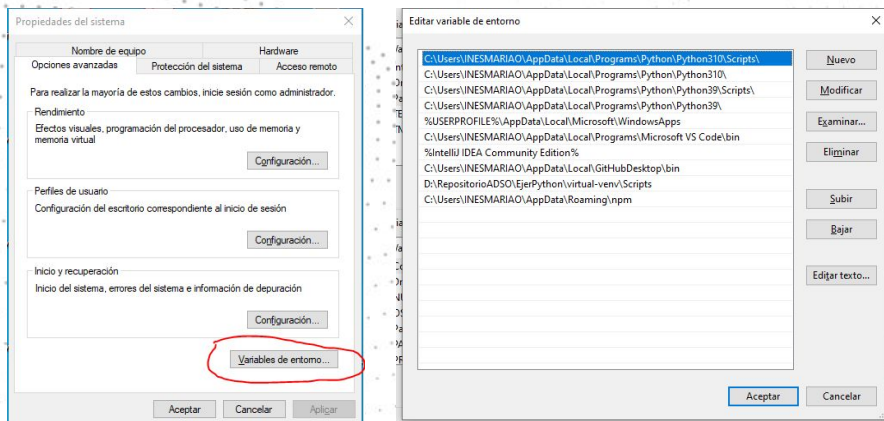 Propiedades del sistema
Nombre de equipo
Hardware
Opciones avanzadas
Protección del sistema
Acceso remoto
Para realizar la mayoría de estos cambios, inicie sesión como administrador.
Rendimiento
Efectos visuales, programación del procesador, uso de memoria y
memoria virtual
Configuración...
Perfiles de usuario
Configuración del escritorio correspondiente al inicio de sesión
Configuración...
Inicio y recuperación
Inicio del sistema, errores del sistema e información de depuración
Configuración...
Variables de entorno...
Aceptar
Cancelar
Aplicar
Editar variable de entorno
C:\Users\INESMARIAO\AppData\Local\Programs\Python\Python310\Scripts\
C:\Users\INESMARIAO\AppData\Local\Programs\Python\Python310\
C:\Users\INESMARIAO\AppData\Local\Programs\Python\Python39\Scripts\
C:\Users\INESMARIAO\AppData\Local\Programs\Python\Python39\
%USERPROFILE%\AppData\Local\Microsoft\WindowsApps
C:\Users\INESMARIAO\AppData\Local\Programs\Microsoft VS Code\bin
%IntelliJ IDEA Community Edition%
C:\Users\INESMARIAO\AppData\Local\GitHubDesktop\bin
D:\RepositorioADSO\EjerPython\virtual-venv\Scripts
C:\Users\INESMARIAO\AppData\Roaming\npm
Nuevo
Modificar
Examinar...
Eliminar
Subir
Bajar
Editar texto...
Aceptar
Cancelar